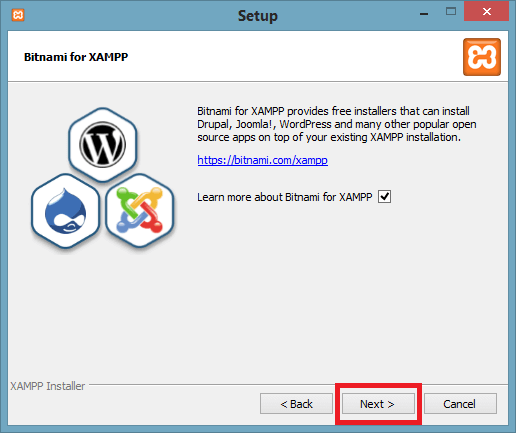 Setup
Bitnami for XAMPP
Bitnami for XAMPP provides free installers that can install
Drupal, Joomla!, WordPress and many other popular open
source apps on top of your existing XAMPP installation.
https://bitnami.com/xampp
Learn more about Bitnami for XAMPP
XAMPP Installer
< Back
Next >
Cancel